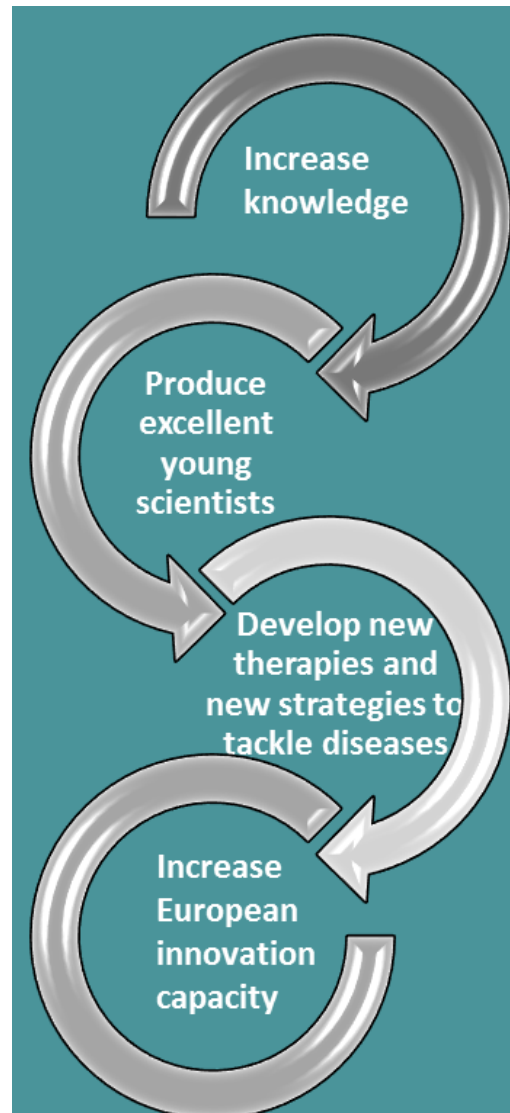 Increase
knowledge
Produce
excellent
young
scientists
Develop new
therapies and
new strategies to
tackle diseases
Increase
European
innovation
capacity